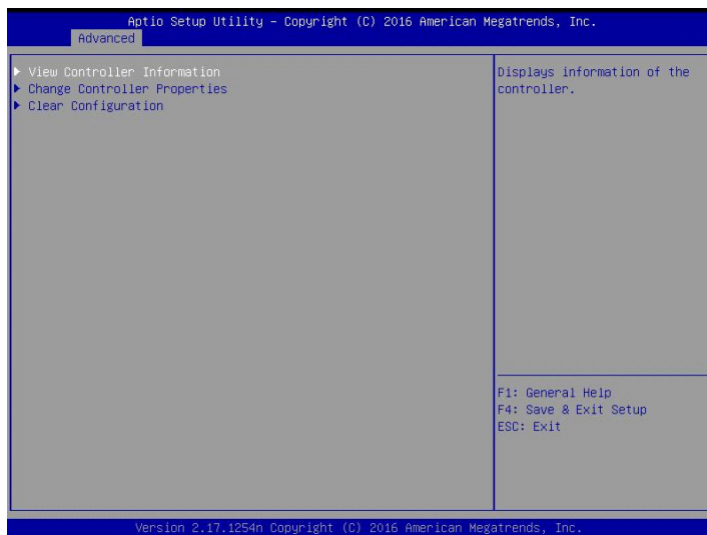 Aptio Setup Utility – Copyright (C) 2016 American Megatrends, Inc.
Advanced
View Controller Information
Change Controller Properties
Clear Configuration
Displays information of the
controller.
F1: General Help
F4: Save & Exit Setup
ESC: Exit
Version 2.17.1254n Copyright (C) 2016 American Megatrends, Inc.